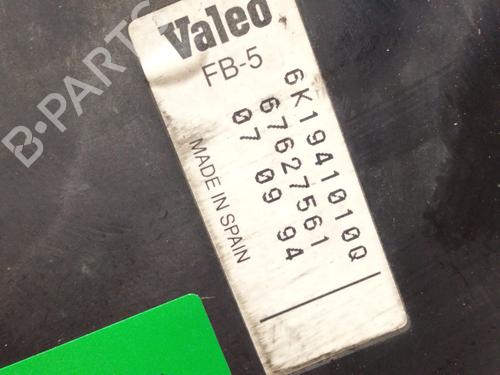 Valeo
FB-5
6K1941010Q
67627561
07 09 94
MADE IN SPAIN
B-PARTS